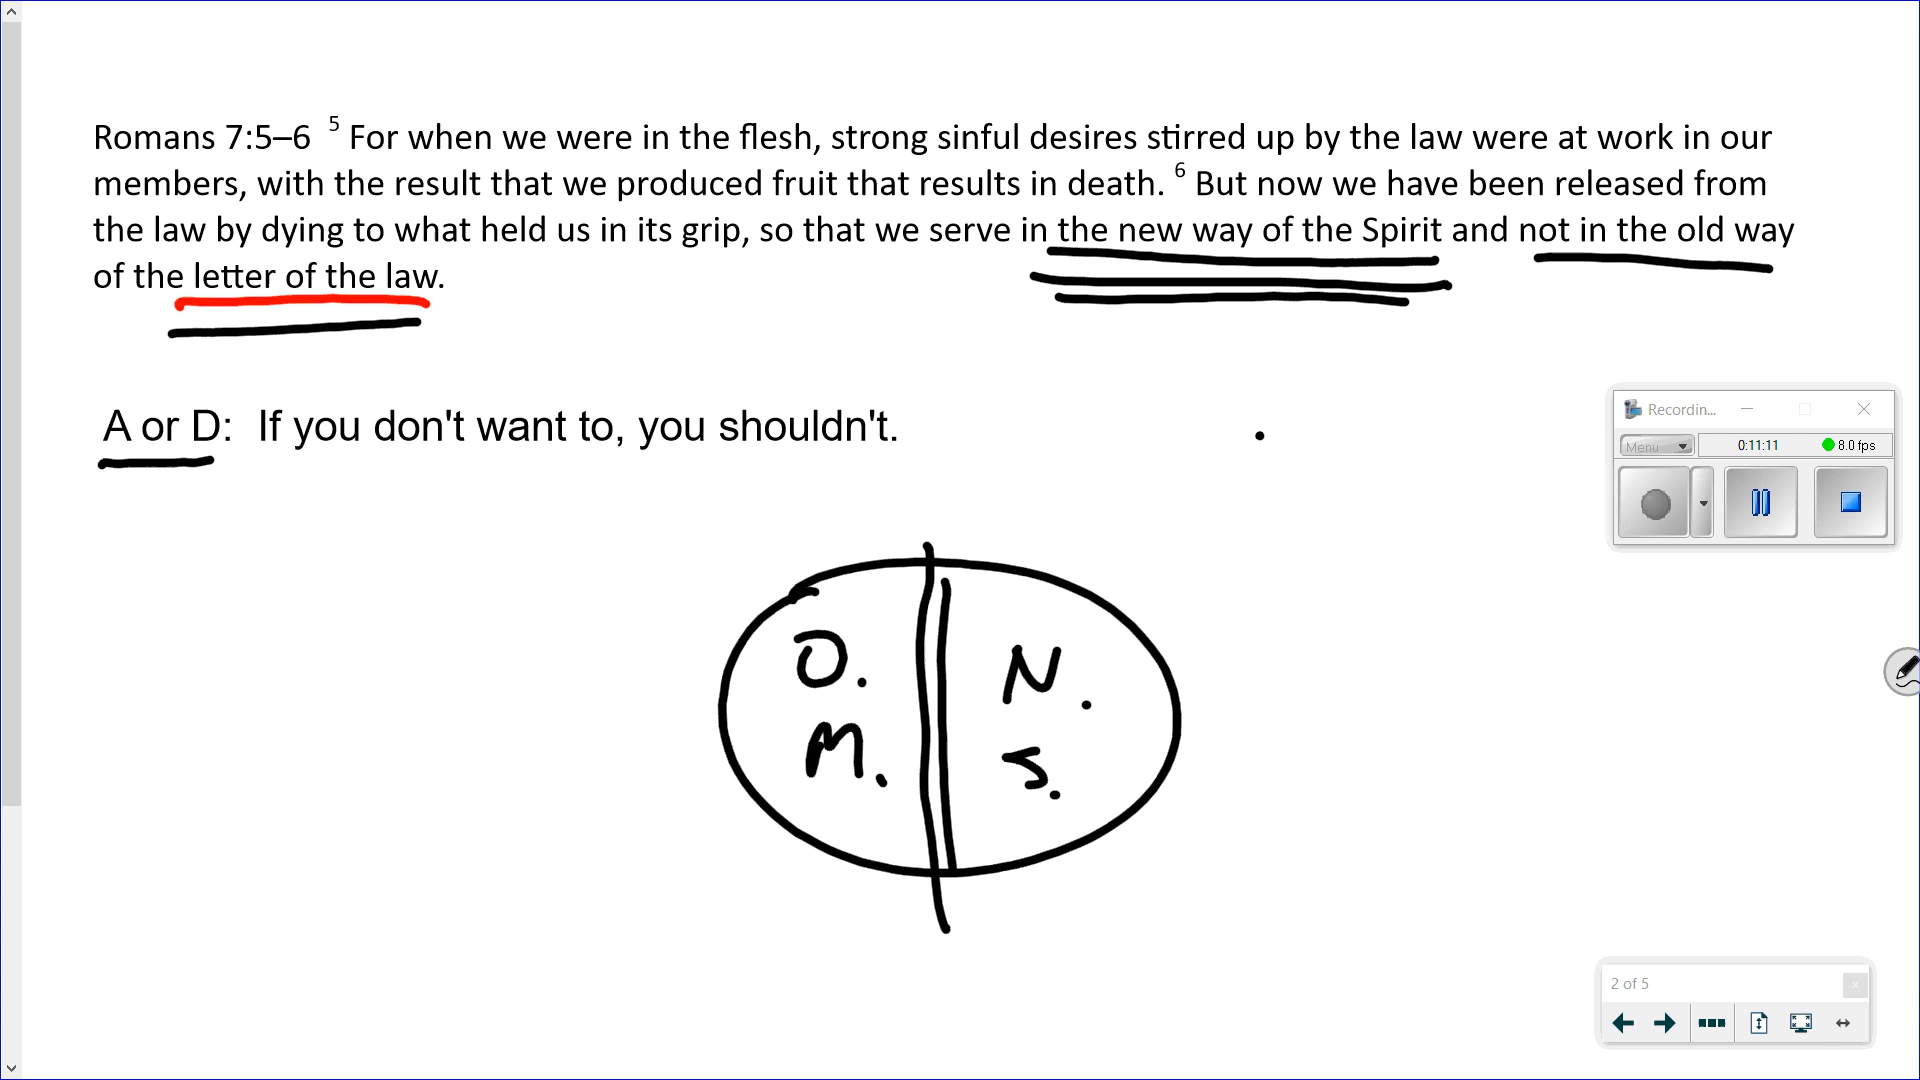 Romans 7:5–6 5 For when we were in the flesh, strong sinful desires stirred up by the law were at work in our
members, with the result that we produced fruit that results in death. 6 But now we have been released from
the law by dying to what held us in its grip, so that we serve in the new way of the Spirit and not in the old way
of the letter of the law.
A or D: If you don't want to, you shouldn't.
Recordin...
Menu
0:11:11
8.0 fps
O.
M.
N.
S.
2 of 5